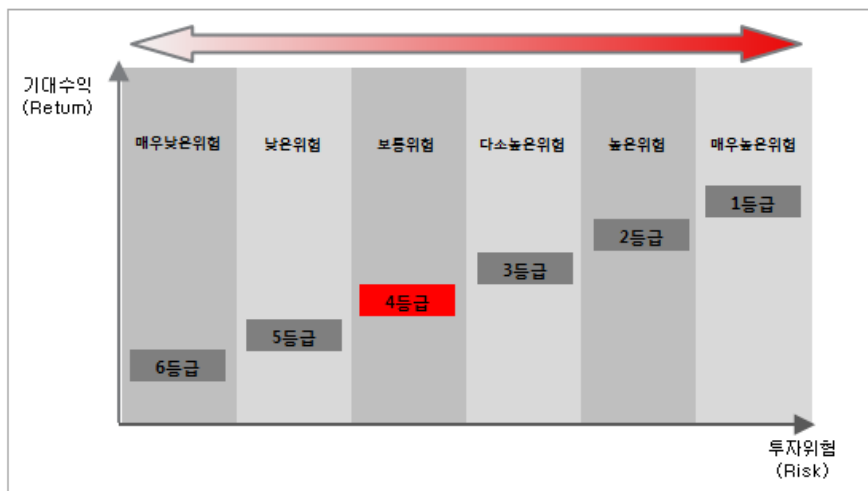 기대수익
(Retum)
매우낮은위험
낮은위험
보통위험
다소높은위험
높은위험
매우높은위험
1등급
2등급
3등급
4등급
5등급
6등급
투자위험
(Risk)